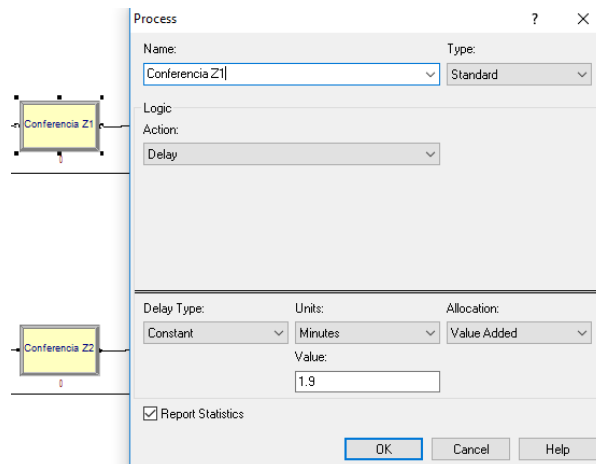 Process ? ×
Name: Type:
Conferencia Z1 Standard
Logic
Action:
Delay
Conferencia Z1
0
Delay Type: Units: Allocation:
Constant Minutes Value Added
Value:
1.9
Conferencia Z2
0
Report Statistics
OK Cancel Help